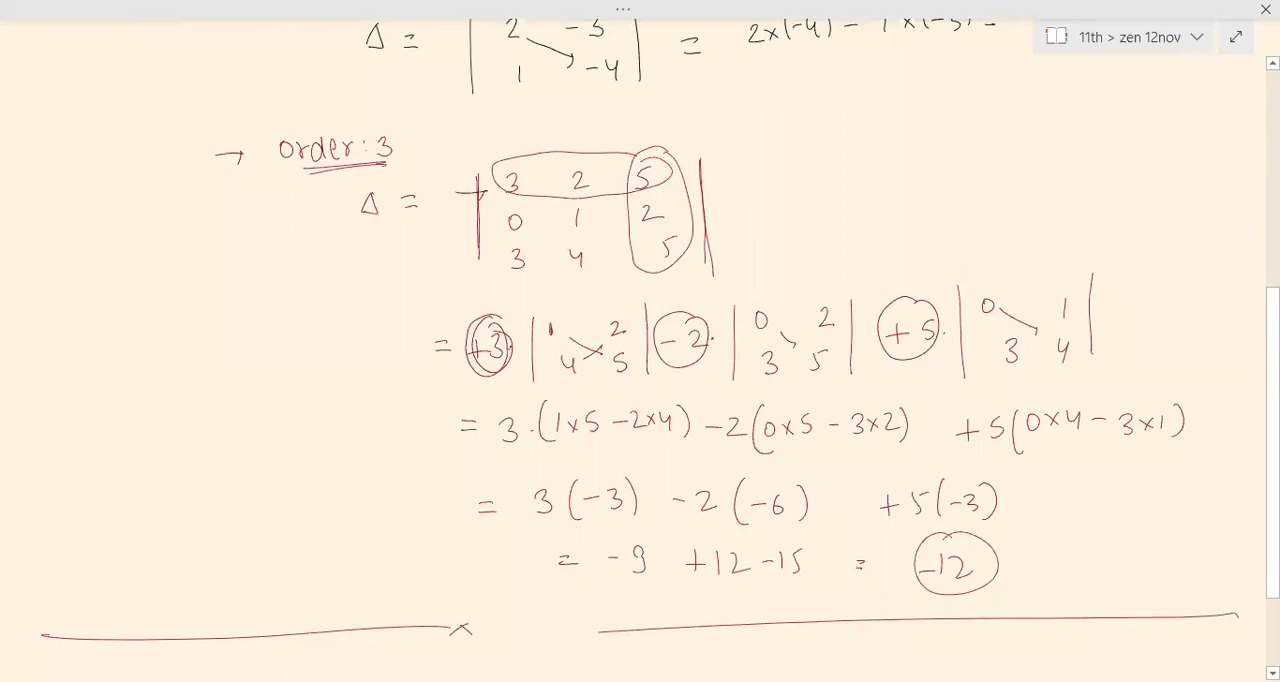 ...
11th > zen 12nov
Δ = | 2 -3 | = 2×(-4) -
1 -4
→ order: 3
Δ = + | 3 2 5 |
0 1 2
3 4 5
= +3· | 1 2 | -2· | 0 2 | +5· | 0 1 |
4 5 3 5 3 4
= 3·(1×5 -2×4) -2(0×5 - 3×2) +5(0×4 - 3×1)
= 3(-3) -2(-6) +5(-3)
= -9 +12 -15 = -12